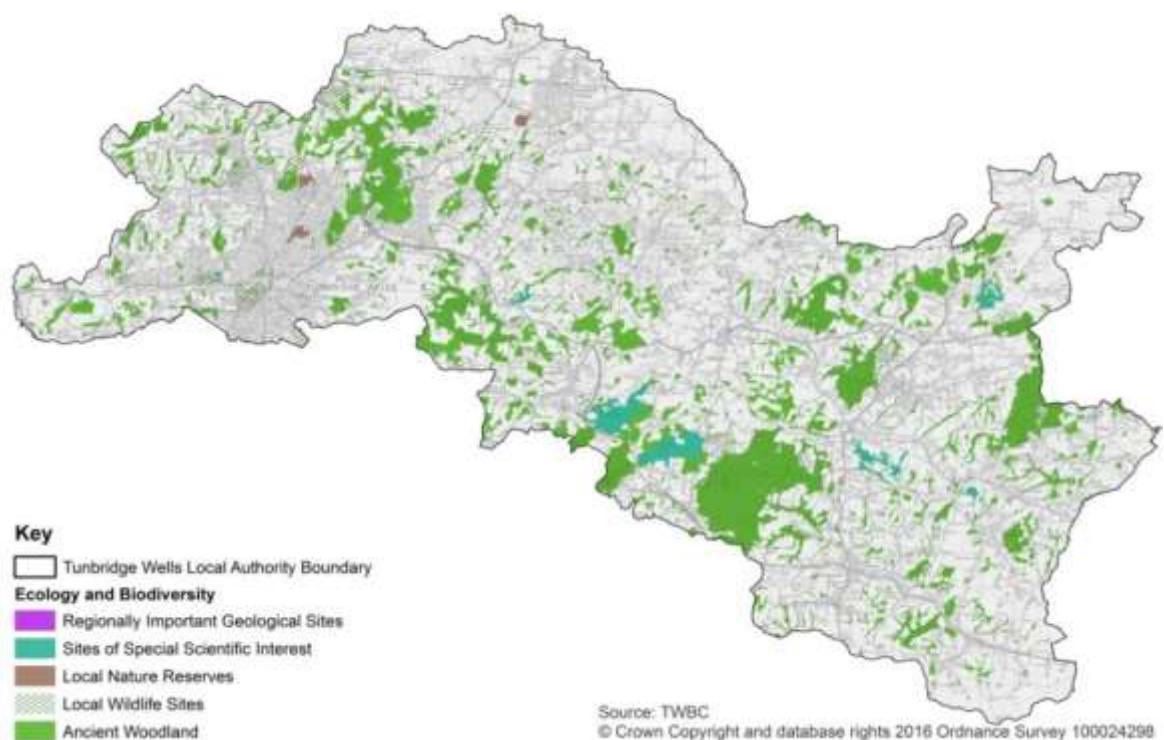 Key
Tunbridge Wells Local Authority Boundary
Ecology and Biodiversity
Regionally Important Geological Sites
Sites of Special Scientific Interest
Local Nature Reserves
Local Wildlife Sites
Ancient Woodland
Source: TWBC
© Crown Copyright and database rights 2016 Ordnance Survey 100024298